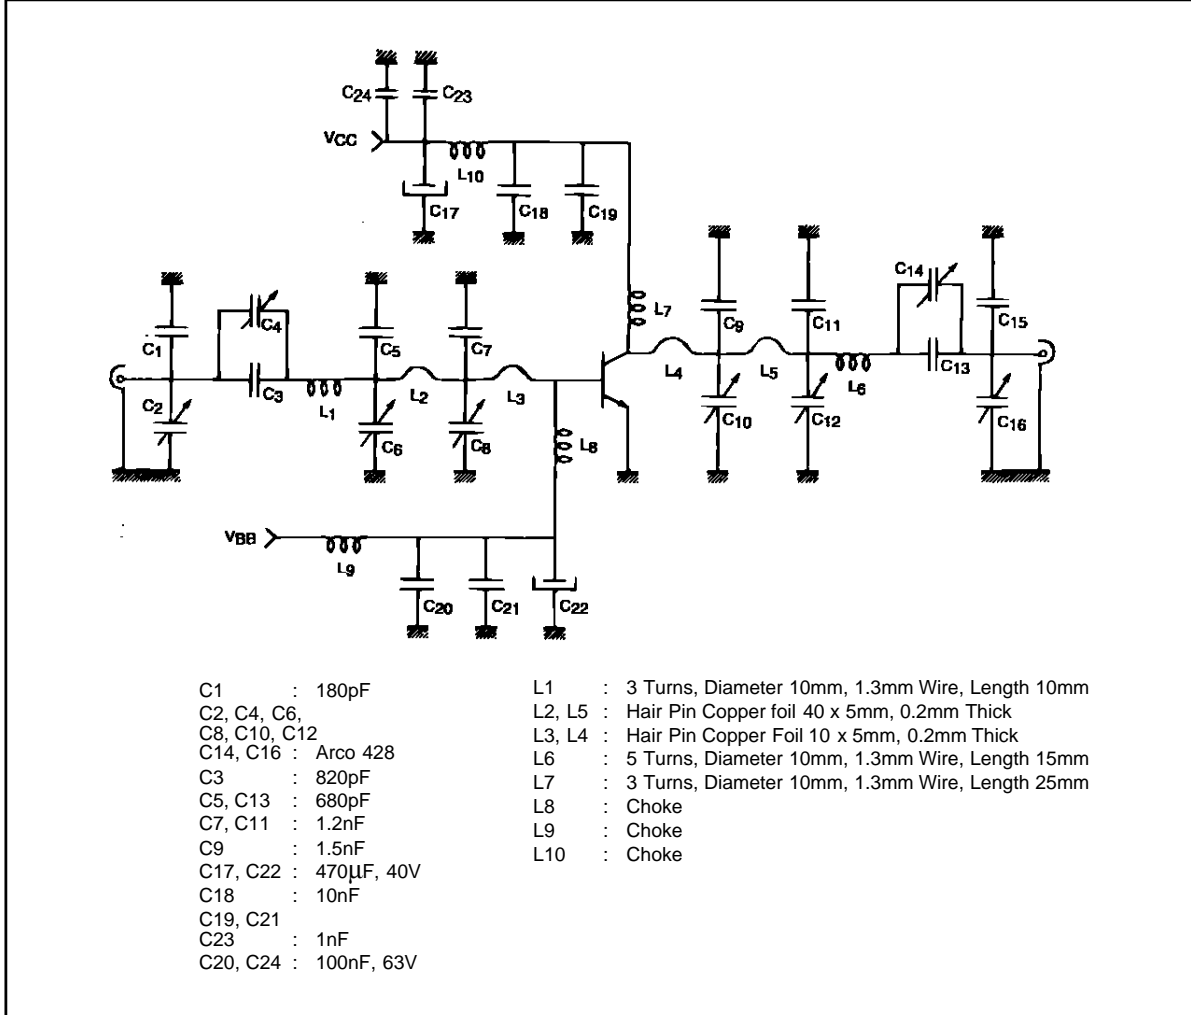 C24
C23
VCC
L10
C17
C18
C19
C14
L7
C9
C11
C15
C4
C1
C5
C7
C3
L1
L2
L3
L4
L5
L6
C13
C2
C6
C8
C10
C12
C16
L8
VBB
L9
C20
C21
C22
C1 : 180pF
C2, C4, C6,
C8, C10, C12
C14, C16 : Arco 428
C3 : 820pF
C5, C13 : 680pF
C7, C11 : 1.2nF
C9 : 1.5nF
C17, C22 : 470µF, 40V
C18 : 10nF
C19, C21
C23 : 1nF
C20, C24 : 100nF, 63V
L1 : 3 Turns, Diameter 10mm, 1.3mm Wire, Length 10mm
L2, L5 : Hair Pin Copper foil 40 x 5mm, 0.2mm Thick
L3, L4 : Hair Pin Copper Foil 10 x 5mm, 0.2mm Thick
L6 : 5 Turns, Diameter 10mm, 1.3mm Wire, Length 15mm
L7 : 3 Turns, Diameter 10mm, 1.3mm Wire, Length 25mm
L8 : Choke
L9 : Choke
L10 : Choke